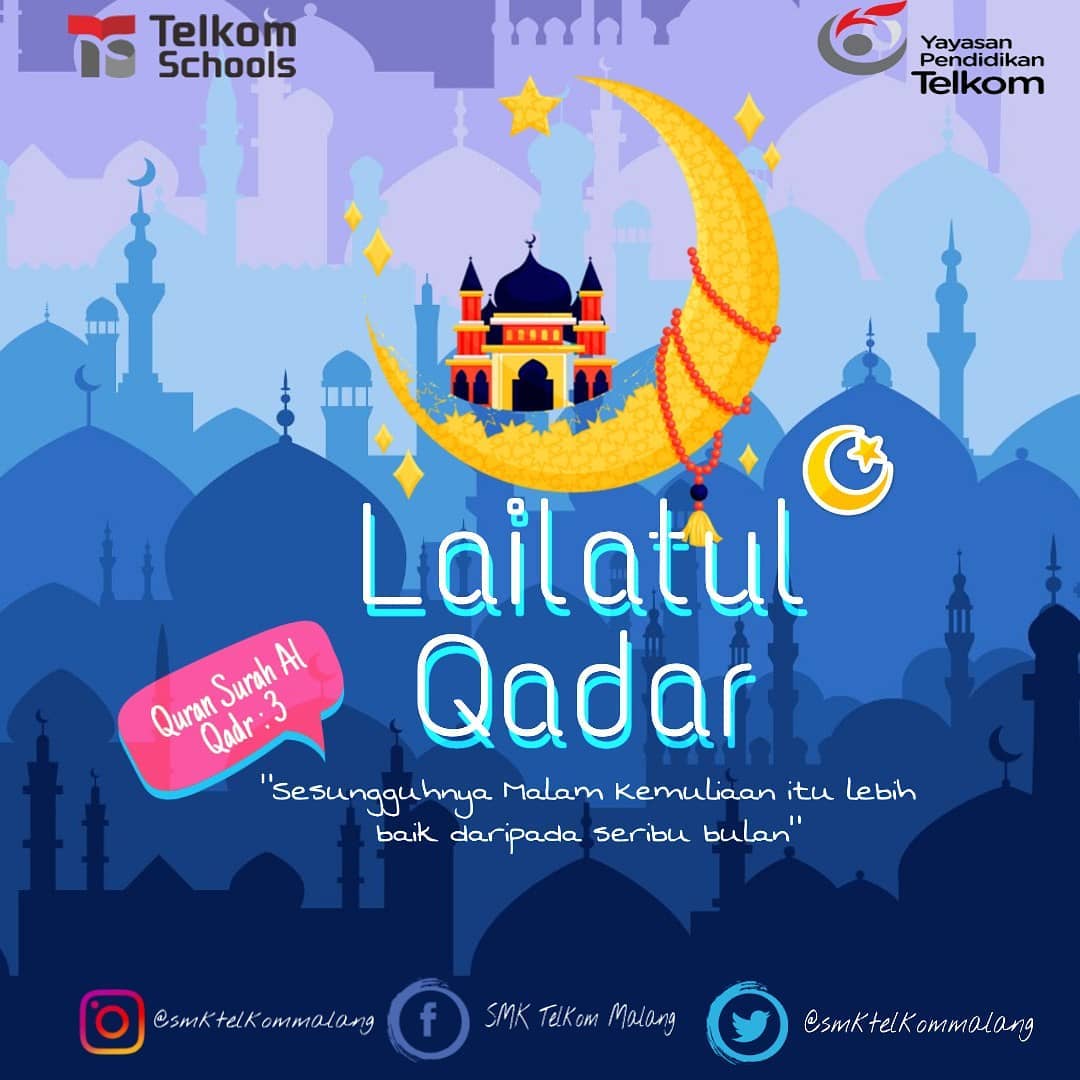 Telkom
Schools
Yayasan
Pendidikan
Telkom
Lailatul
Qadar
Quran Surah Al
Qadr : 3
"Sesungguhnya Malam Kemuliaan itu lebih
baik daripada seribu bulan"
@smktelkommalang
SMK Telkom Malang
@smktelkommalang